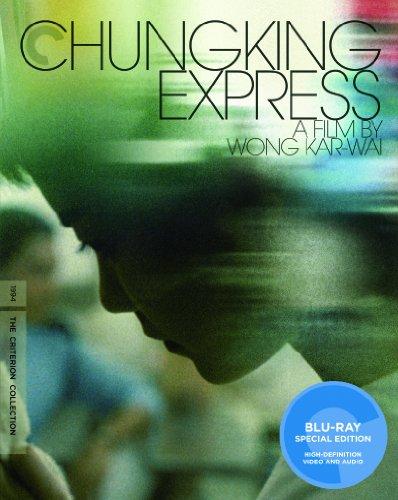 CHUNGKING
EXPRESS
A FILM BY
WONG KAR-WAI
1994
THE CRITERION COLLECTION
BLU-RAY
SPECIAL EDITION
HIGH-DEFINITION
VIDEO AND AUDIO